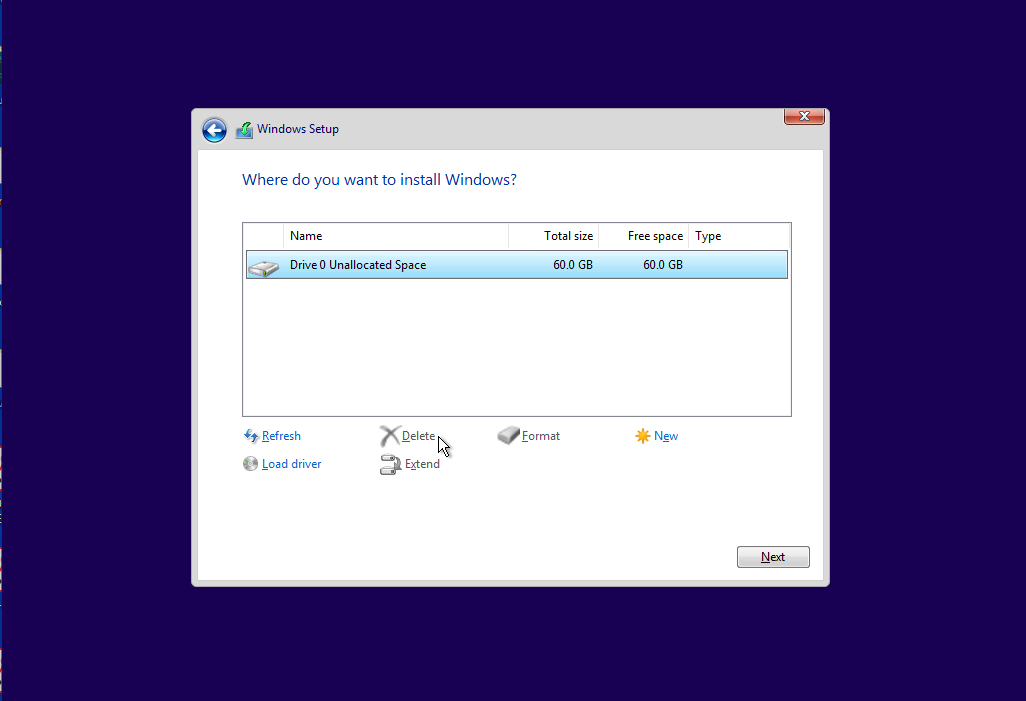 Windows Setup
Where do you want to install Windows?
Name Total size Free space Type
Drive 0 Unallocated Space 60.0 GB 60.0 GB
Refresh Delete Format New
Load driver Extend
Next